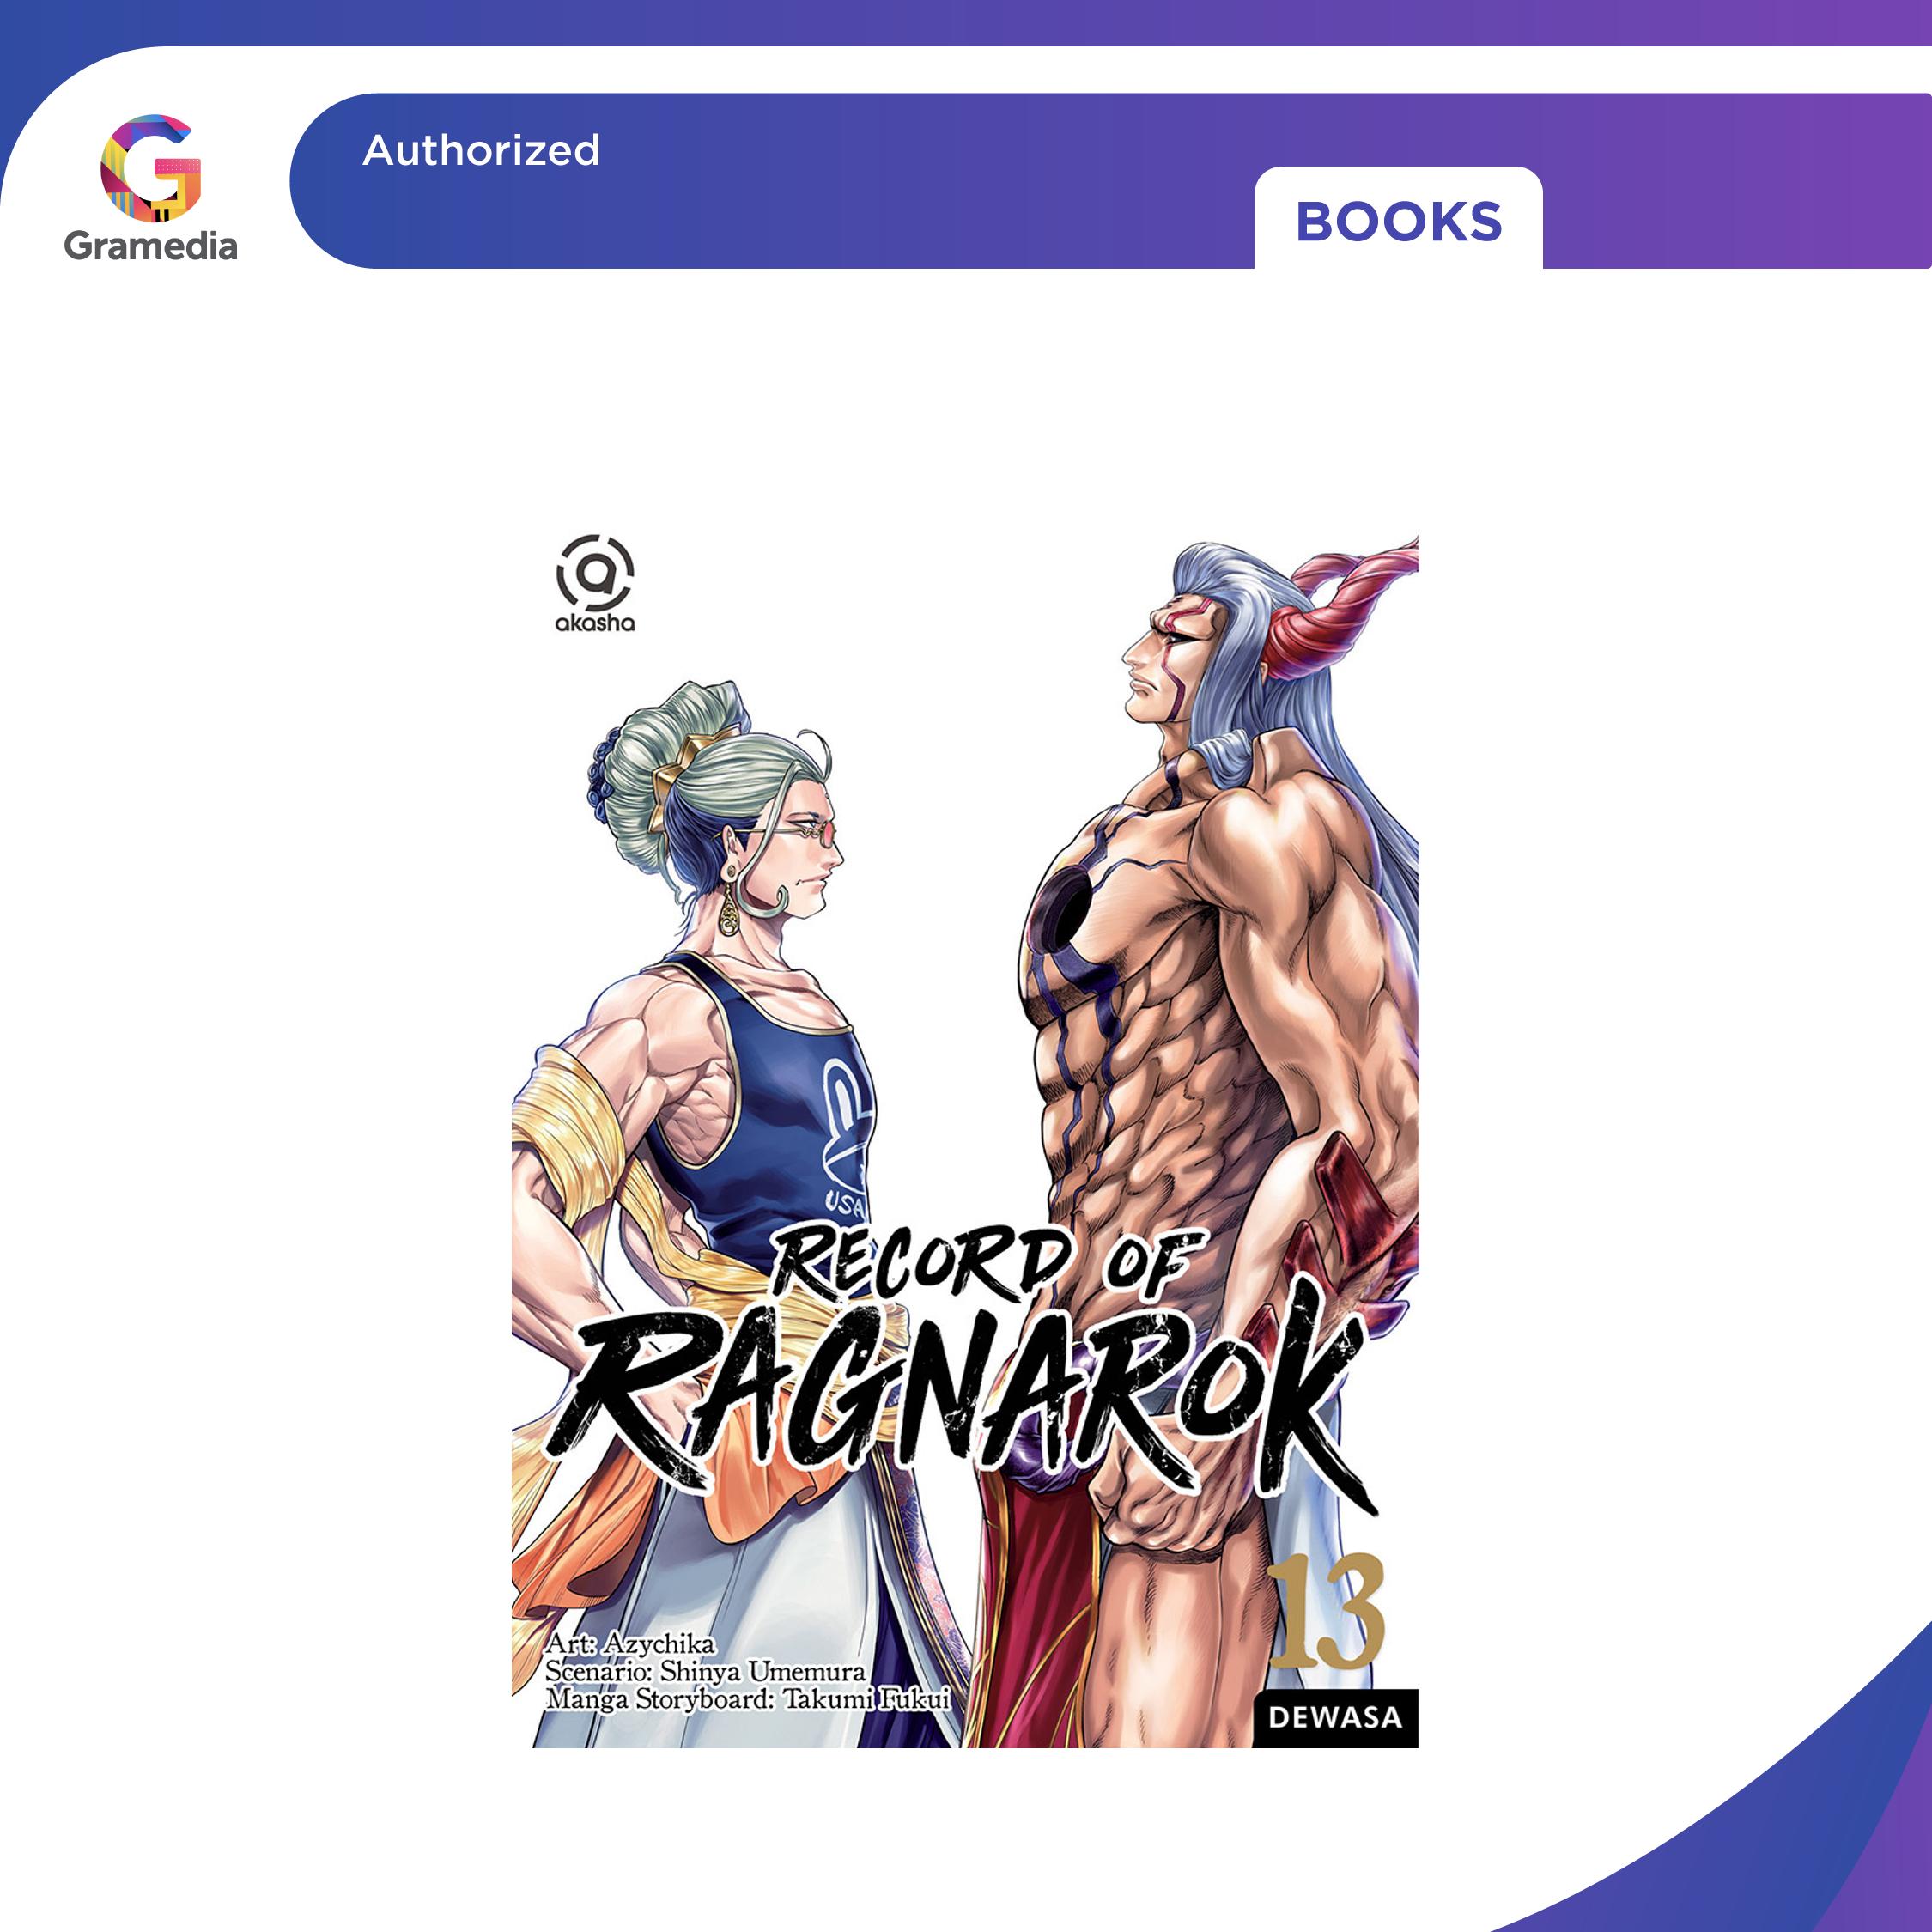 Gramedia
Authorized
BOOKS
akasha
USA
RECORD OF
RAGNAROK
13
Art: Azychika
Scenario: Shinya Umemura
Manga Storyboard: Takumi Fukui
DEWASA